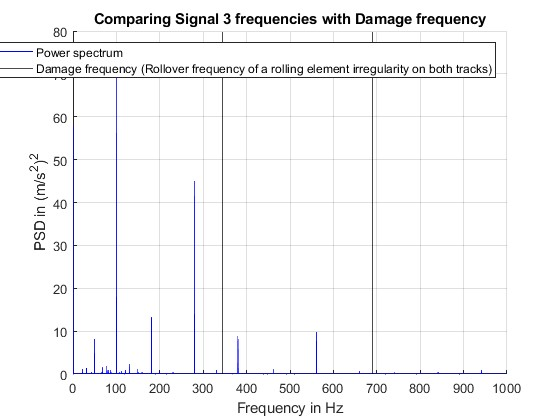 Comparing Signal 3 frequencies with Damage frequency
80
Power spectrum
Damage frequency (Rollover frequency of a rolling element irregularity on both tracks)
70
60
50
40
30
20
10
0
PSD in (m/s²)²
0 100 200 300 400 500 600 700 800 900 1000
Frequency in Hz